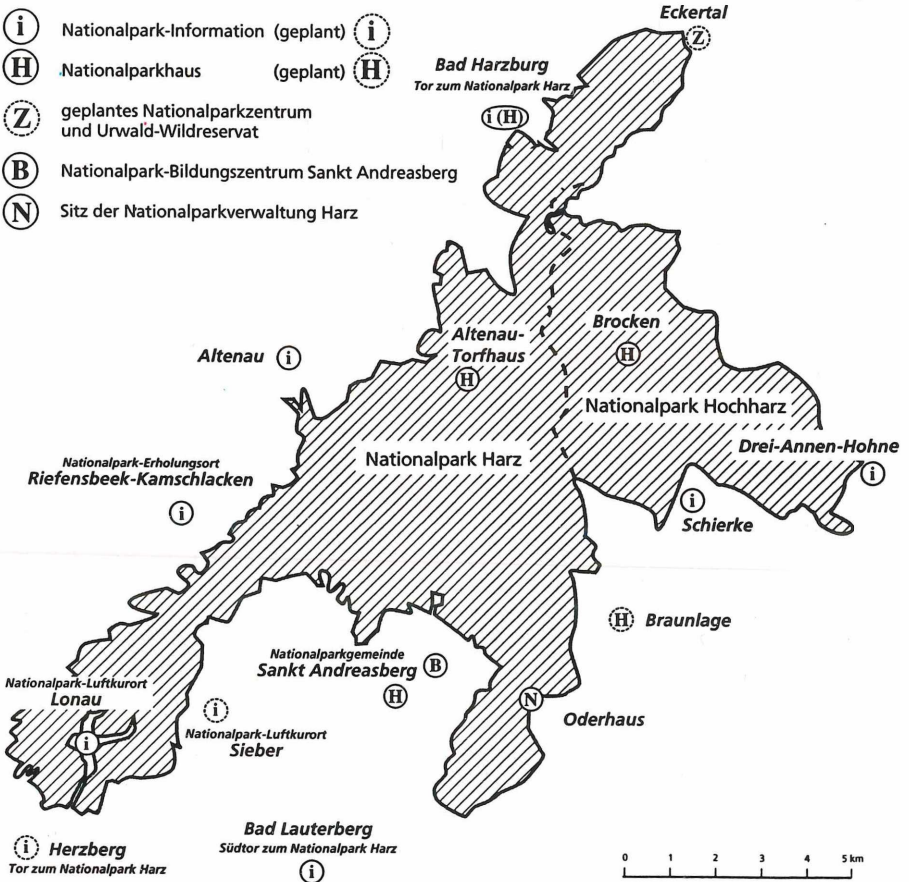 i Nationalpark-Information (geplant) i
H Nationalparkhaus (geplant) H
Z geplantes Nationalparkzentrum
und Urwald-Wildreservat
B Nationalpark-Bildungszentrum Sankt Andreasberg
N Sitz der Nationalparkverwaltung Harz
Eckertal
Z
Bad Harzburg
Tor zum Nationalpark Harz
i (H)
Altenau-
Torfhaus
H
Brocken
H
Altenau i
Nationalpark Hochharz
Nationalpark Harz
Drei-Annen-Hohne
i
Nationalpark-Erholungsort
Riefensbeek-Kamschlacken
i
i
Schierke
H Braunlage
Nationalparkgemeinde
Sankt Andreasberg B
H
Nationalpark-Luftkurort
Lonau
i
i
Nationalpark-Luftkurort
Sieber
N
Oderhaus
i Herzberg
Tor zum Nationalpark Harz
Bad Lauterberg
Südtor zum Nationalpark Harz
i
0 1 2 3 4 5 km